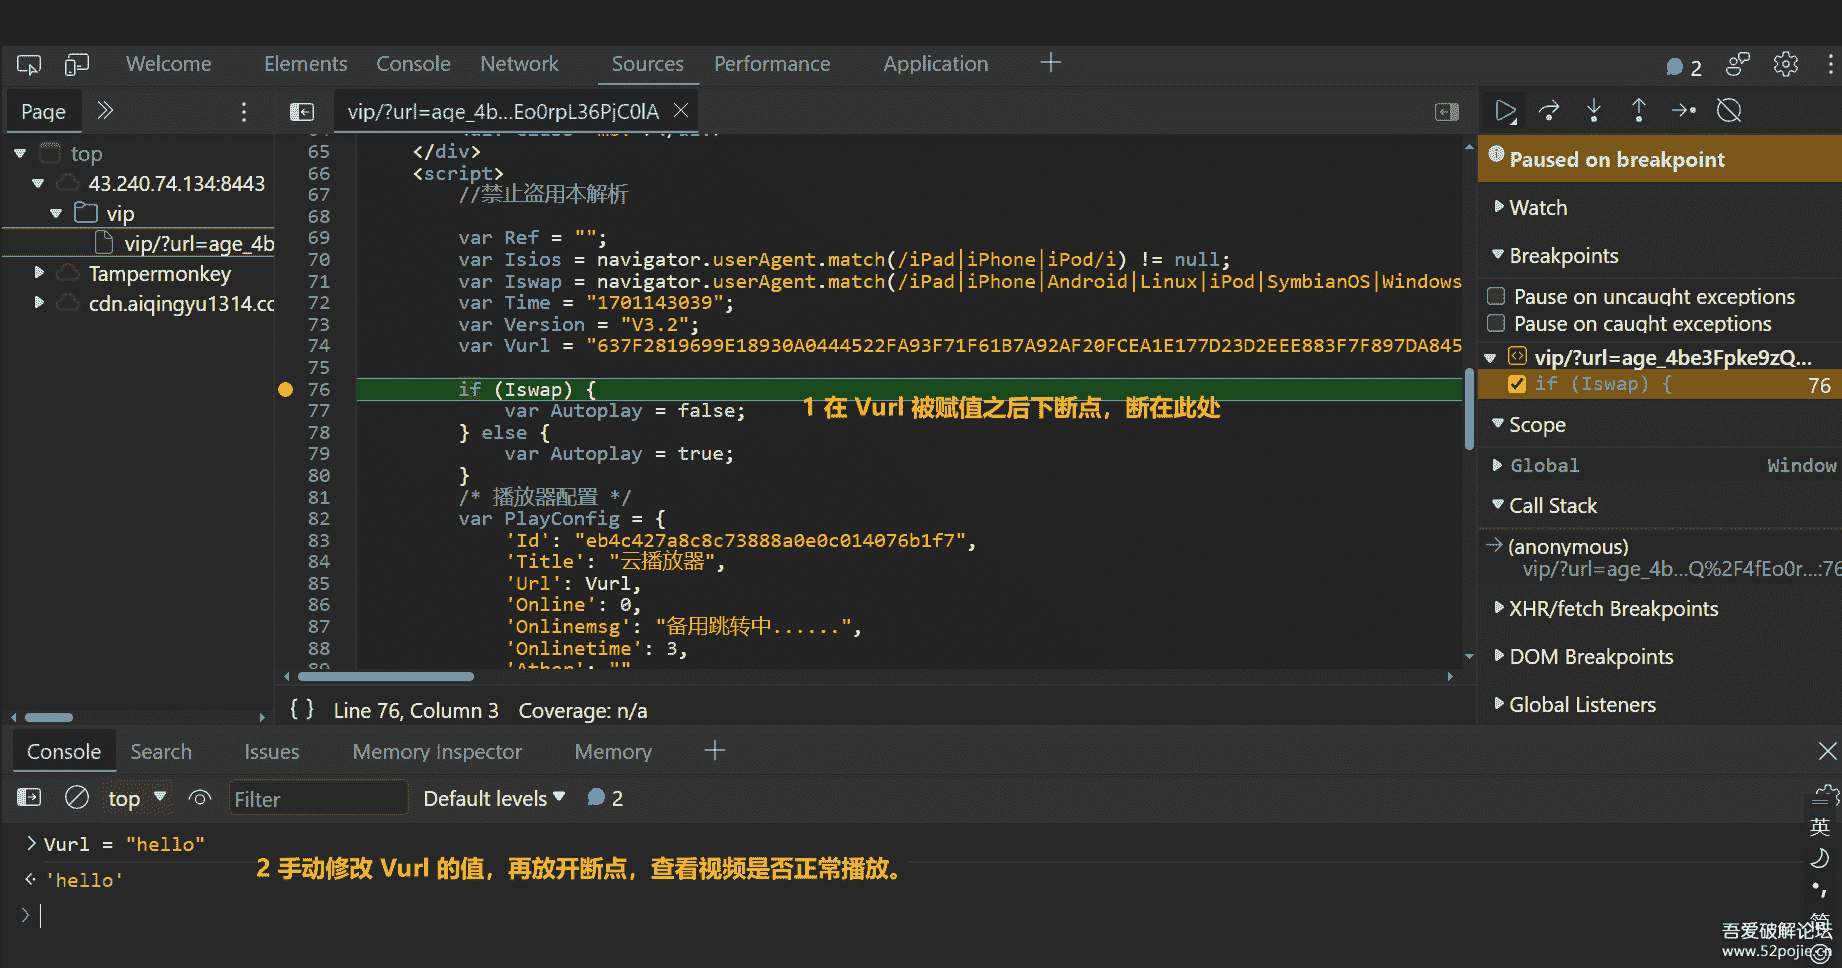 Welcome Elements Console Network Sources Performance Application 2
Page vip/?url=age_4b...Eo0rpL36PjC0lA
top
43.240.74.134:8443
vip
vip/?url=age_4b
Tampermonkey
cdn.aiqingyu1314.cc
65 </div>
66 <script>
67 //禁止盗用本解析
68
69 var Ref = "";
70 var Isios = navigator.userAgent.match(/iPad|iPhone|iPod/i) != null;
71 var Iswap = navigator.userAgent.match(/iPad|iPhone|Android|Linux|iPod|SymbianOS|Windows
72 var Time = "1701143039";
73 var Version = "V3.2";
74 var Vurl = "637F2819699E18930A0444522FA93F71F61B7A92AF20FCEA1E177D23D2EEE883F7F897DA845
75
76 if (Iswap) {
77 var Autoplay = false;
1 在 Vurl 被赋值之后下断点，断在此处
78 } else {
79 var Autoplay = true;
80 }
81 /* 播放器配置 */
82 var PlayConfig = {
83 'Id': "eb4c427a8c8c73888a0e0c014076b1f7",
84 'Title': "云播放器",
85 'Url': Vurl,
86 'Online': 0,
87 'Onlinemsg': "备用跳转中......",
88 'Onlinetime': 3,
89
{ } Line 76, Column 3 Coverage: n/a
Paused on breakpoint
Watch
Breakpoints
Pause on uncaught exceptions
Pause on caught exceptions
vip/?url=age_4be3Fpke9zQ...
if (Iswap) { 76
Scope
Global Window
Call Stack
(anonymous)
vip/?url=age_4b...Q%2F4fEo0r...:76
XHR/fetch Breakpoints
DOM Breakpoints
Global Listeners
Console Search Issues Memory Inspector Memory
top Filter Default levels 2
> Vurl = "hello"
'hello'
2 手动修改 Vurl 的值，再放开断点，查看视频是否正常播放。
>
英
简
吾爱破解论坛
www.52pojie.cn